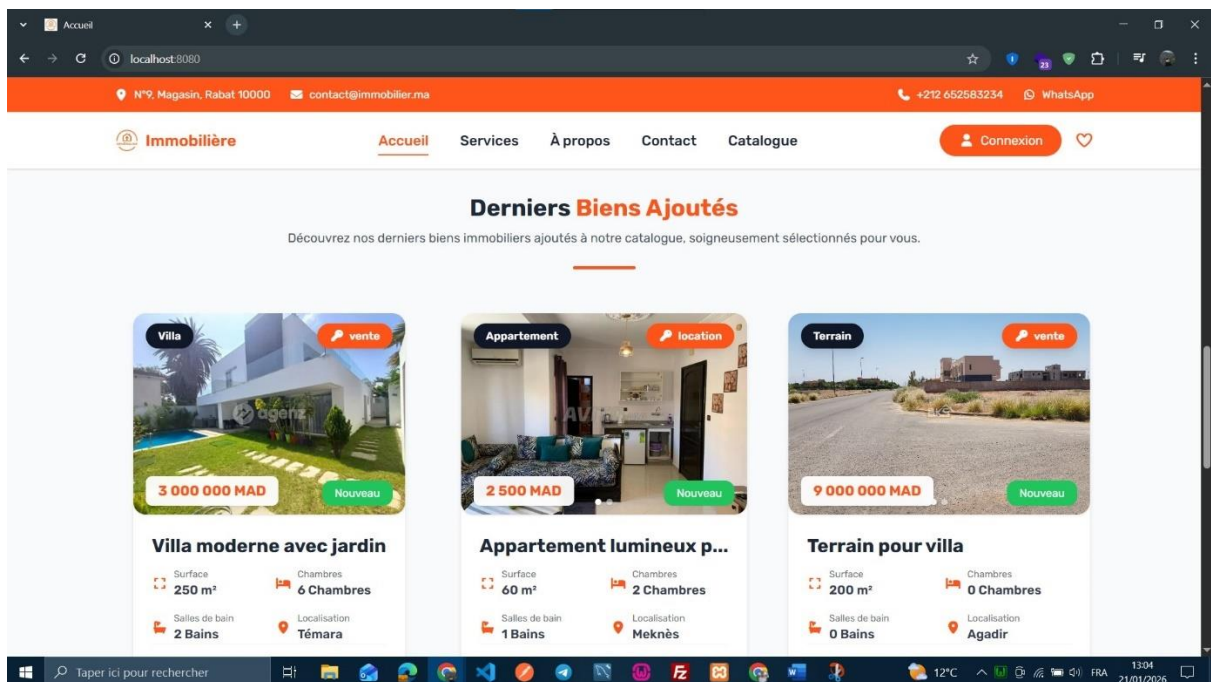 Accueil
localhost:8080
23
N°9, Magasin, Rabat 10000 contact@immobilier.ma +212 652583234 WhatsApp
Immobilière Accueil Services À propos Contact Catalogue Connexion
Derniers Biens Ajoutés
Découvrez nos derniers biens immobiliers ajoutés à notre catalogue, soigneusement sélectionnés pour vous.
Villa vente
agenz
3 000 000 MAD Nouveau
Villa moderne avec jardin
Surface Chambres
250 m² 6 Chambres
Salles de bain Localisation
2 Bains Témara
Appartement location
2 500 MAD Nouveau
Appartement lumineux p...
Surface Chambres
60 m² 2 Chambres
Salles de bain Localisation
1 Bains Meknès
Terrain vente
9 000 000 MAD Nouveau
Terrain pour villa
Surface Chambres
200 m² 0 Chambres
Salles de bain Localisation
0 Bains Agadir
Taper ici pour rechercher 12°C FRA 13:04
21/01/2026